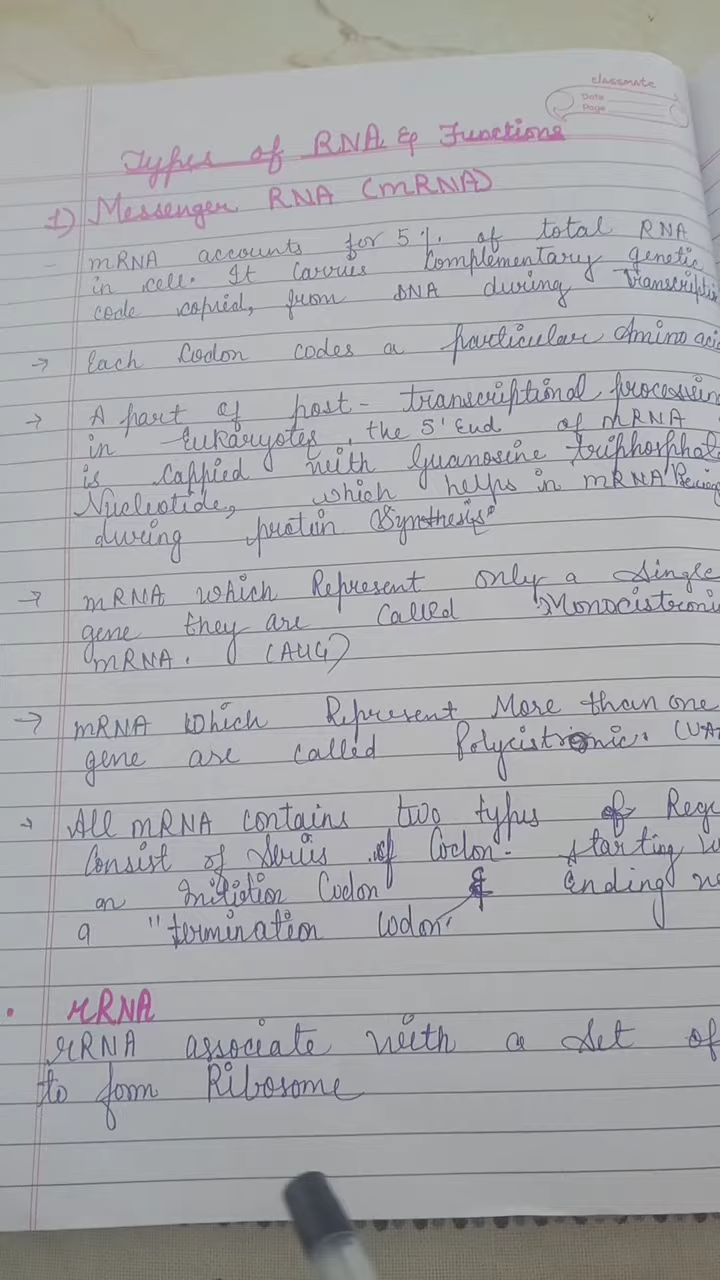 classmate
Date
Page
Types of RNA & Functions
1) Messenger RNA (mRNA)
- mRNA accounts for 5% of total RNA
in cell. It carries complementary genetic
code copied, from DNA during transcripti
→ Each Codon codes a particular amino acid
→ A part of post-transcriptional processin
in Eukaryotes, the 5' End of mRNA
is capped with Guanosine triphosphat
Nucleotide, which helps in mRNA
during protein Synthesis.
→ mRNA which Represent only a single
gene they are called "Monocistroni
mRNA. (AUG)
→ mRNA Which Represent More than one
gene are called Polycistronic. (UA
→ All mRNA contains two types of Reg
Consist of Series of Codon- starting w
an Initiation Codon & Ending w
a "termination Codon.
• rRNA
rRNA associate with a set of
to form Ribosome